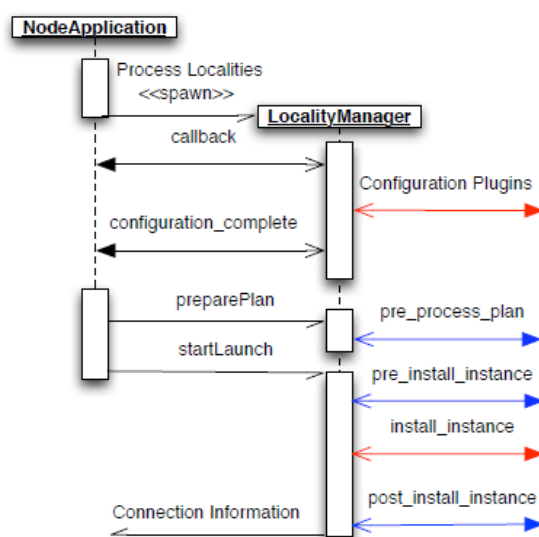 NodeApplication
Process Localities
<<spawn>>
LocalityManager
callback
Configuration Plugins
configuration_complete
preparePlan
pre_process_plan
startLaunch
pre_install_instance
install_instance
post_install_instance
Connection Information